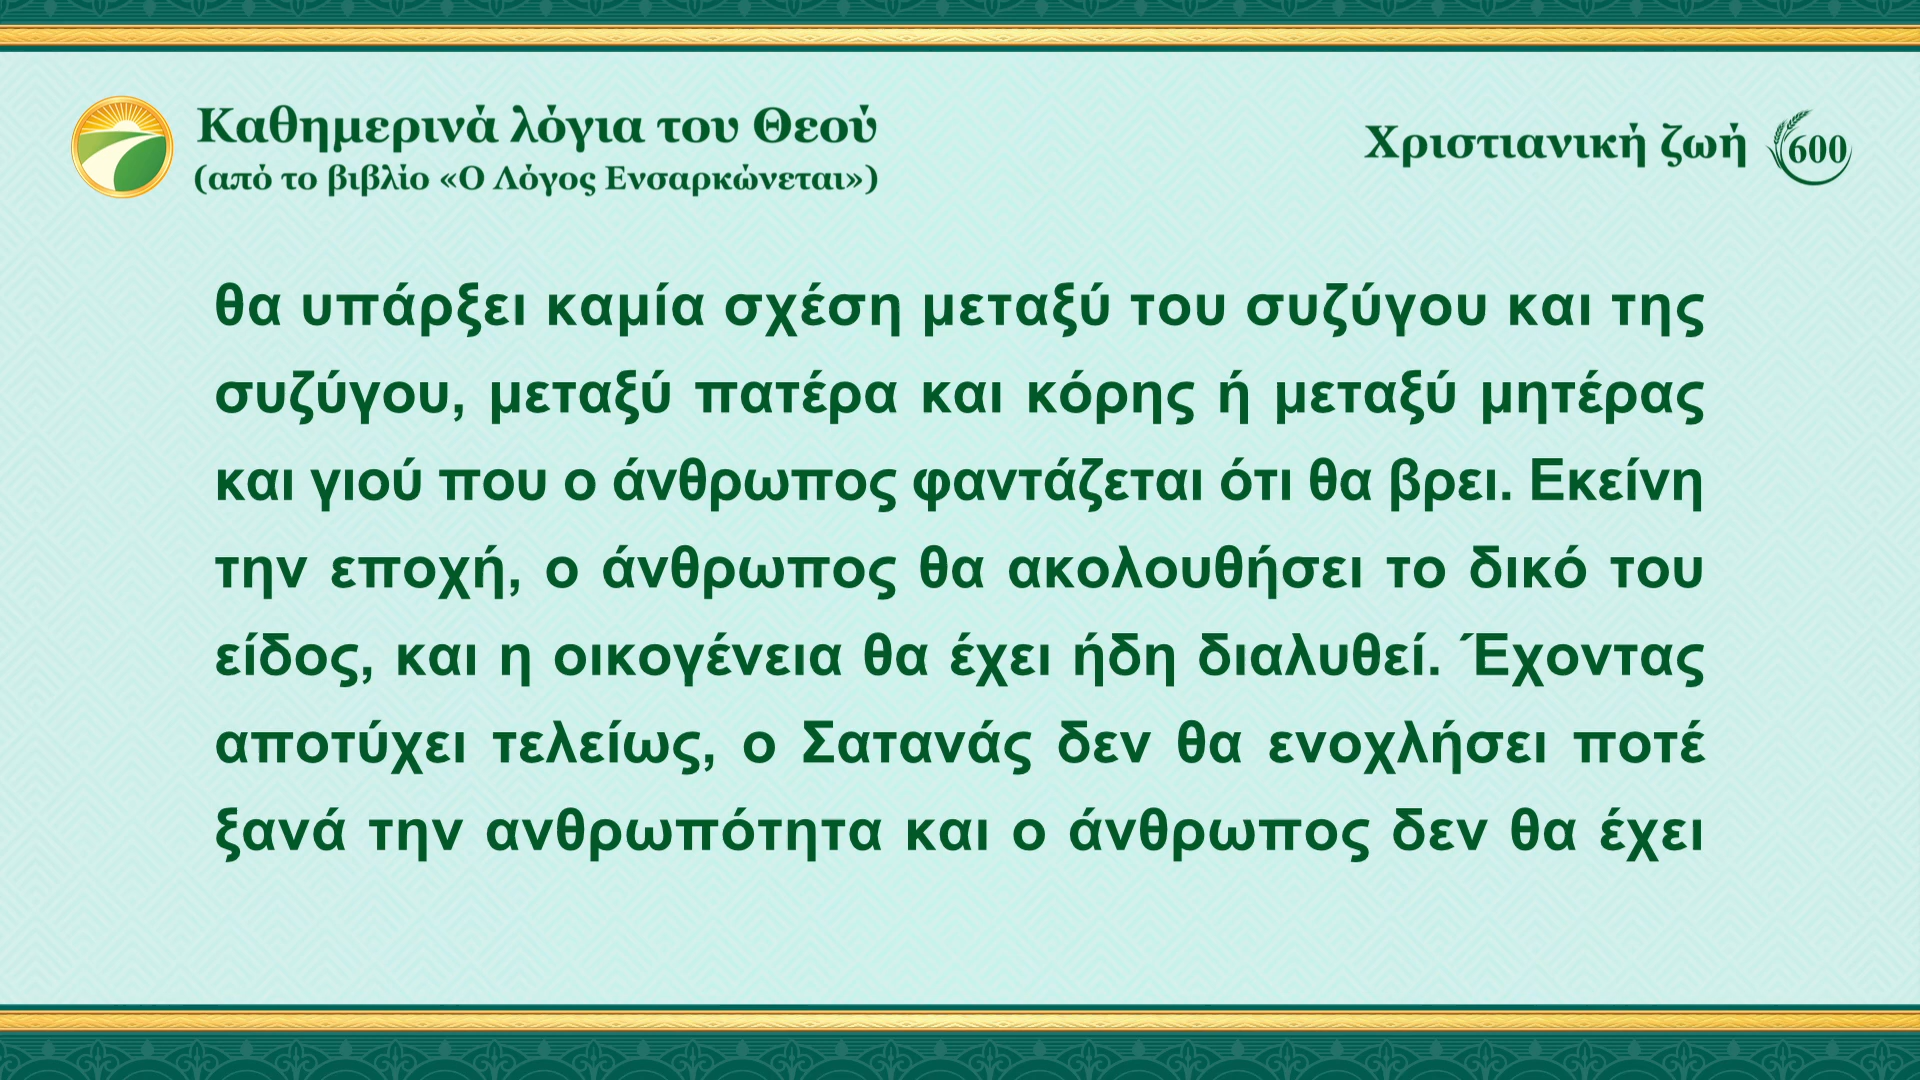 Καθημερινά λόγια του Θεού
(από το βιβλίο «Ο Λόγος Ενσαρκώνεται»)
Χριστιανική ζωή 600
θα υπάρξει καμία σχέση μεταξύ του συζύγου και της
συζύγου, μεταξύ πατέρα και κόρης ή μεταξύ μητέρας
και γιού που ο άνθρωπος φαντάζεται ότι θα βρει. Εκείνη
την εποχή, ο άνθρωπος θα ακολουθήσει το δικό του
είδος, και η οικογένεια θα έχει ήδη διαλυθεί. Έχοντας
αποτύχει τελείως, ο Σατανάς δεν θα ενοχλήσει ποτέ
ξανά την ανθρωπότητα και ο άνθρωπος δεν θα έχει